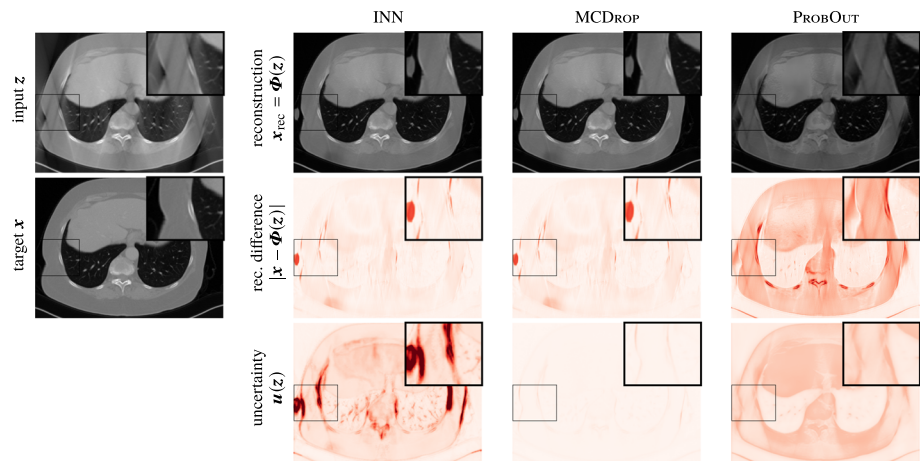 INN
MCDROP
PROBOUT
input z
reconstruction
x_rec = Φ(z)
target x
rec. difference
|x − Φ(z)|
uncertainty
u(z)